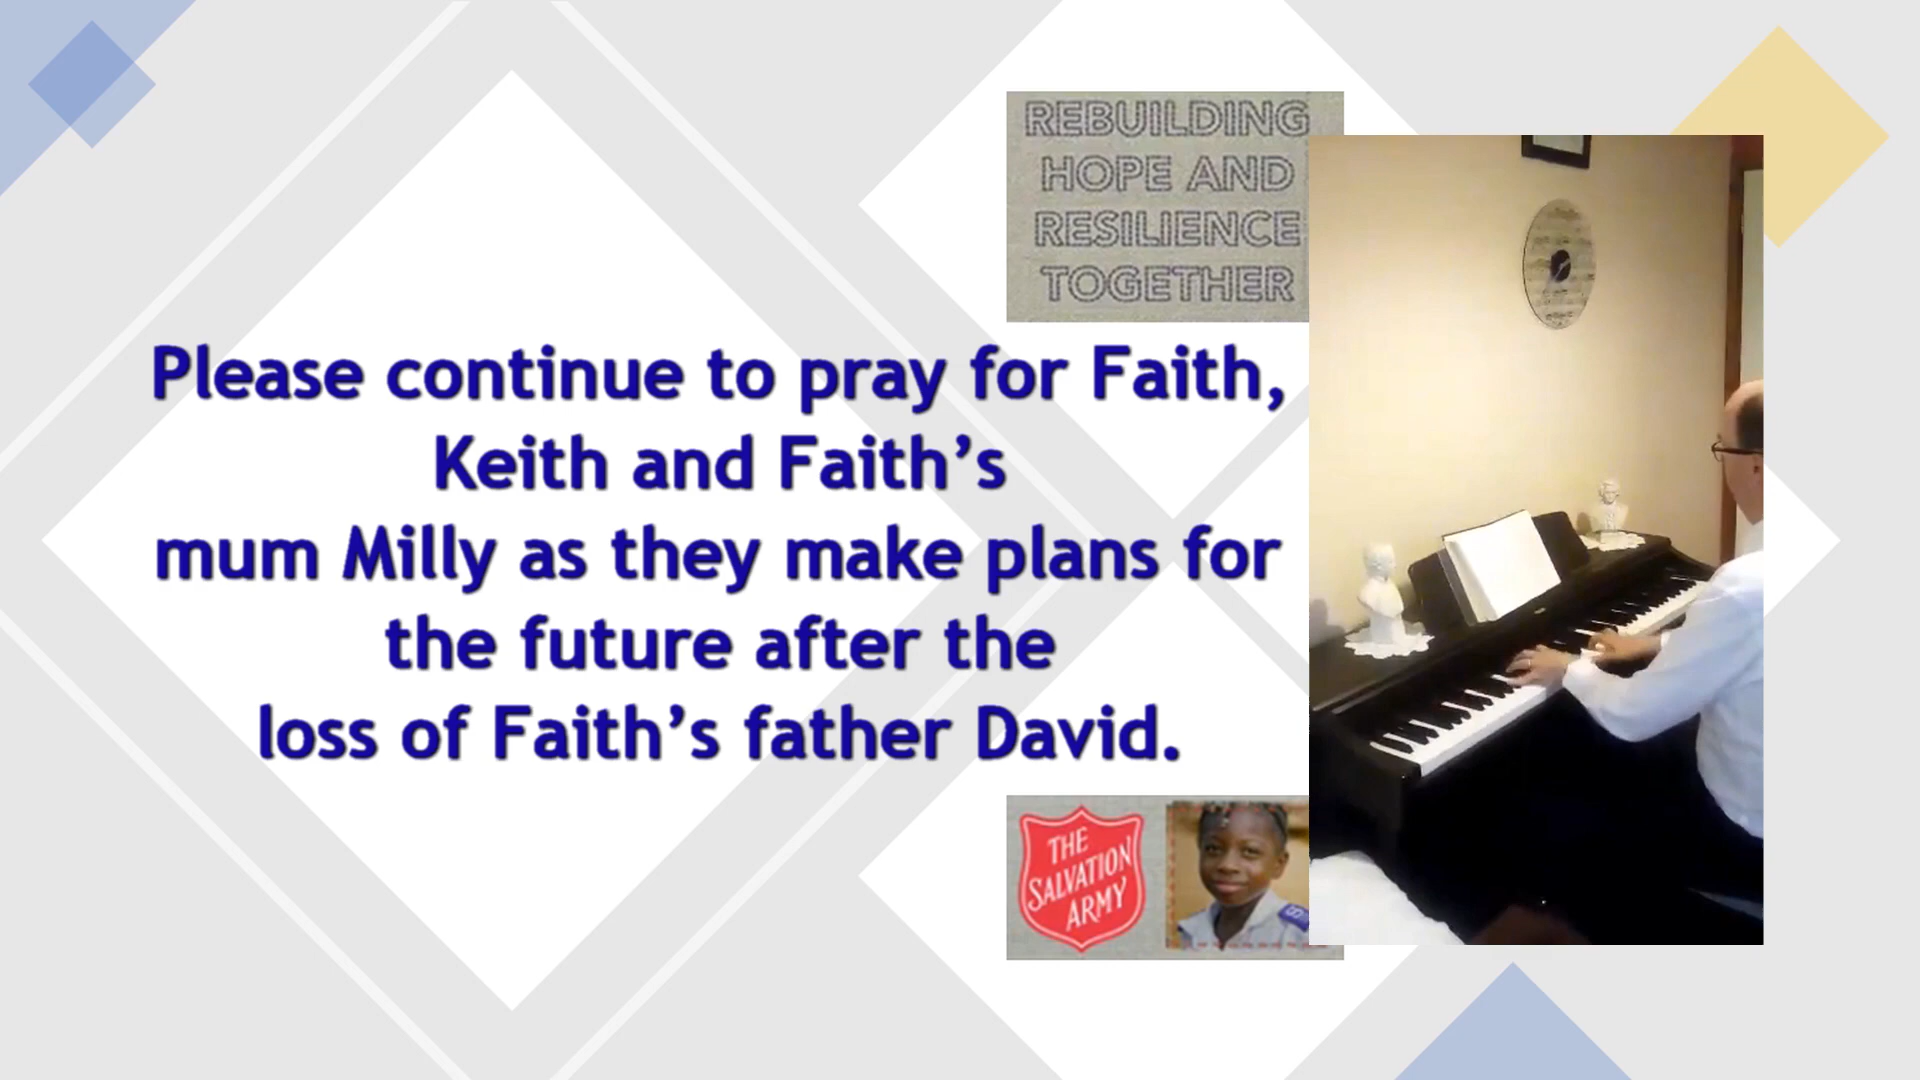 REBUILDING
HOPE AND
RESILIENCE
TOGETHER
Please continue to pray for Faith,
Keith and Faith’s
mum Milly as they make plans for
the future after the
loss of Faith’s father David.
THE
SALVATION
ARMY
S